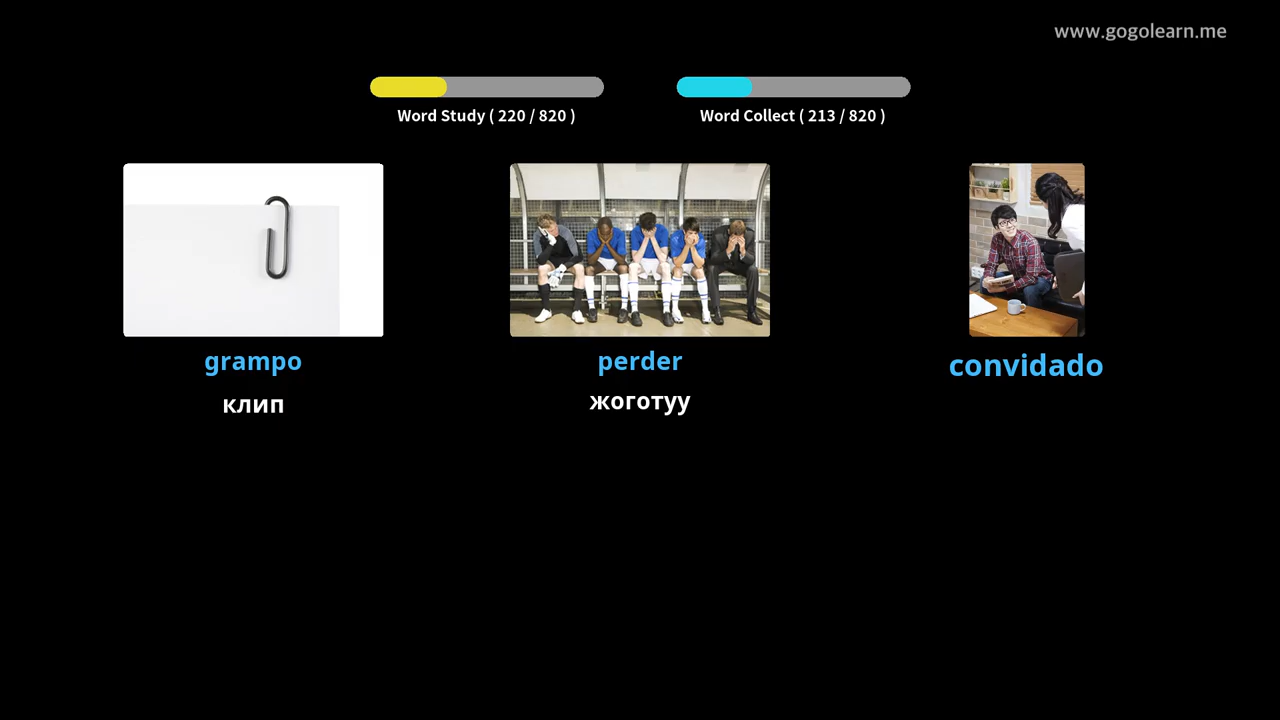 www.gogolearn.me
Word Study ( 220 / 820 )
Word Collect ( 213 / 820 )
grampo
клип
perder
жоготуу
convidado